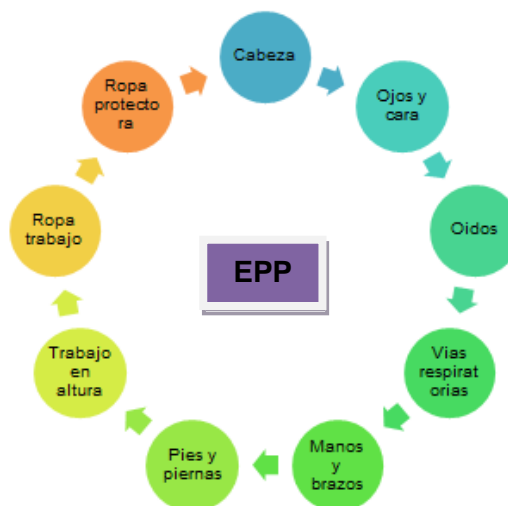 Cabeza
Ojos y
cara
Oidos
Vias
respirat
orias
Manos
y
brazos
Pies y
piernas
Trabajo
en
altura
Ropa
trabajo
Ropa
protecto
ra
EPP